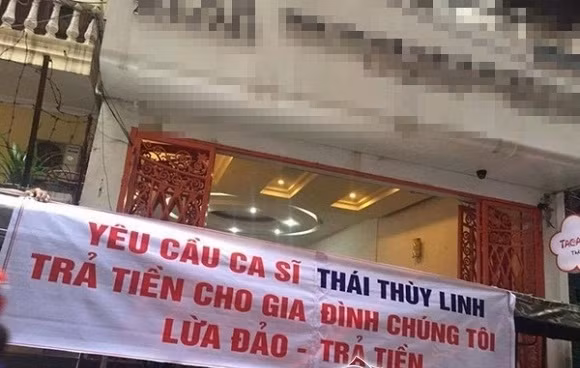 YÊU CẦU CA SĨ THÁI THÙY LINH
TRẢ TIỀN CHO GIA ĐÌNH CHÚNG TÔI
LỪA ĐẢO - TRẢ TIỀN